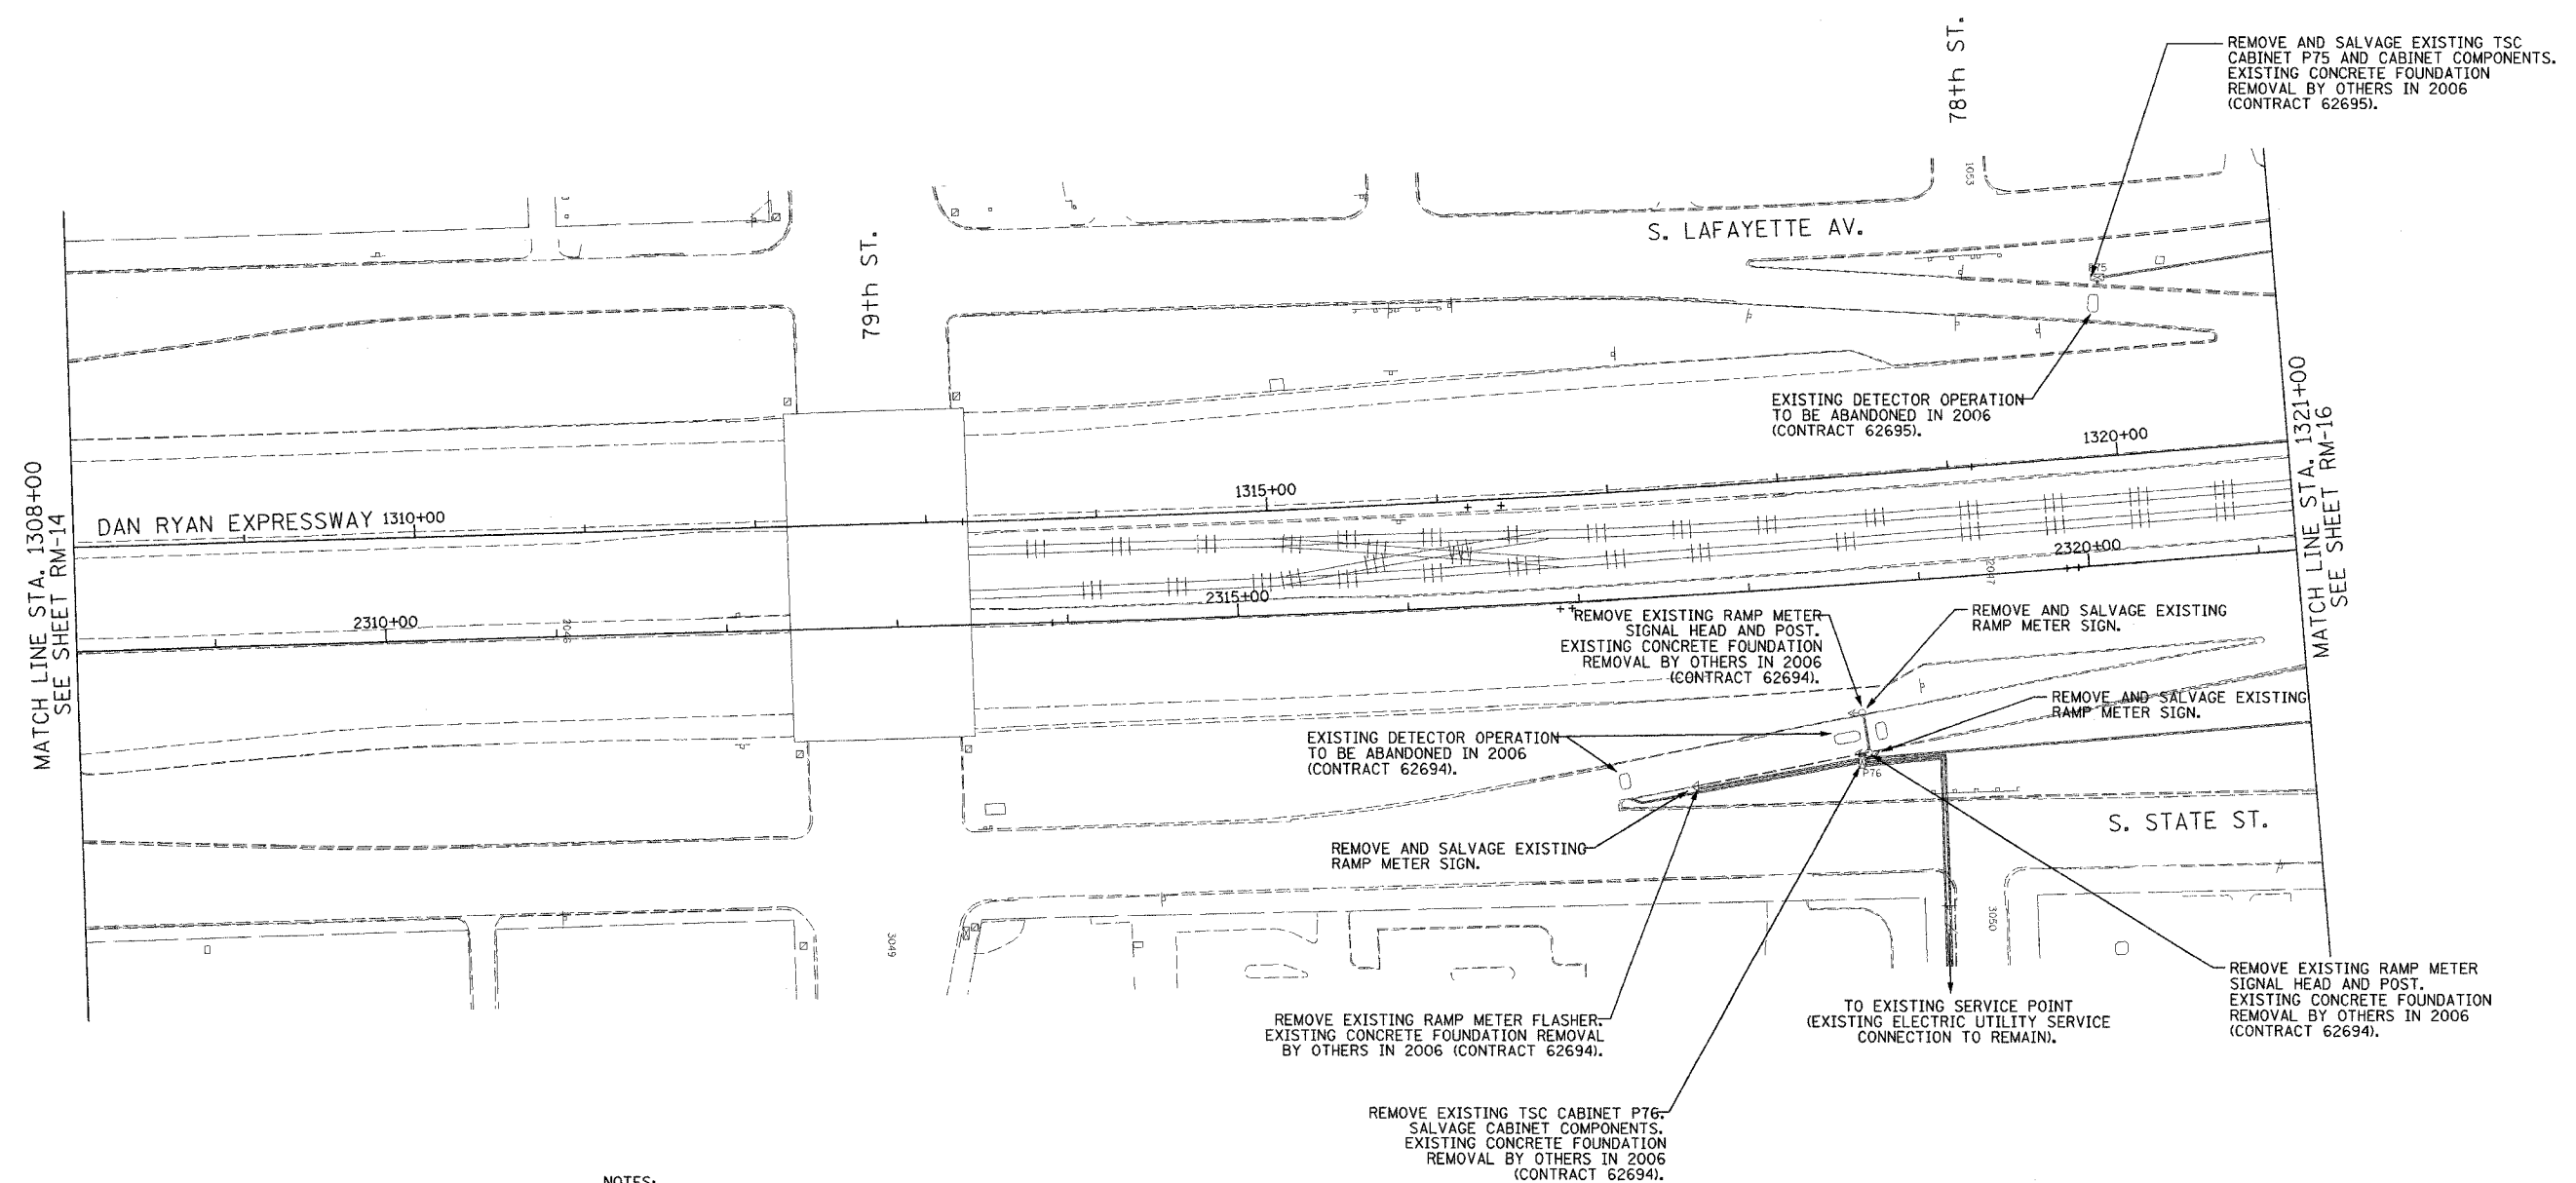 78th ST.
REMOVE AND SALVAGE EXISTING TSC
CABINET P75 AND CABINET COMPONENTS.
EXISTING CONCRETE FOUNDATION
REMOVAL BY OTHERS IN 2006
(CONTRACT 62695).
1063
S. LAFAYETTE AV.
79th ST.
P75
EXISTING DETECTOR OPERATION
TO BE ABANDONED IN 2006
(CONTRACT 62695).
1320+00
MATCH LINE STA. 1321+00
SEE SHEET RM-16
MATCH LINE STA. 1308+00
SEE SHEET RM-14
DAN RYAN EXPRESSWAY
1310+00
1315+00
2320+00
2047
2315+00
2310+00
2046
REMOVE EXISTING RAMP METER
SIGNAL HEAD AND POST.
EXISTING CONCRETE FOUNDATION
REMOVAL BY OTHERS IN 2006
(CONTRACT 62694).
REMOVE AND SALVAGE EXISTING
RAMP METER SIGN.
REMOVE AND SALVAGE EXISTING
RAMP METER SIGN.
EXISTING DETECTOR OPERATION
TO BE ABANDONED IN 2006
(CONTRACT 62694).
P76
S. STATE ST.
REMOVE AND SALVAGE EXISTING
RAMP METER SIGN.
3049
3050
REMOVE EXISTING RAMP METER
SIGNAL HEAD AND POST.
EXISTING CONCRETE FOUNDATION
REMOVAL BY OTHERS IN 2006
(CONTRACT 62694).
TO EXISTING SERVICE POINT
(EXISTING ELECTRIC UTILITY SERVICE
CONNECTION TO REMAIN).
REMOVE EXISTING RAMP METER FLASHER.
EXISTING CONCRETE FOUNDATION REMOVAL
BY OTHERS IN 2006 (CONTRACT 62694).
REMOVE EXISTING TSC CABINET P76.
SALVAGE CABINET COMPONENTS.
EXISTING CONCRETE FOUNDATION
REMOVAL BY OTHERS IN 2006
(CONTRACT 62694).
NOTES: